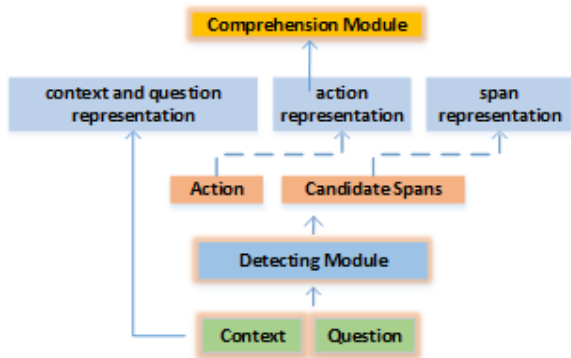 Comprehension Module
context and question
representation
action
representation
span
representation
Action
Candidate Spans
Detecting Module
Context
Question